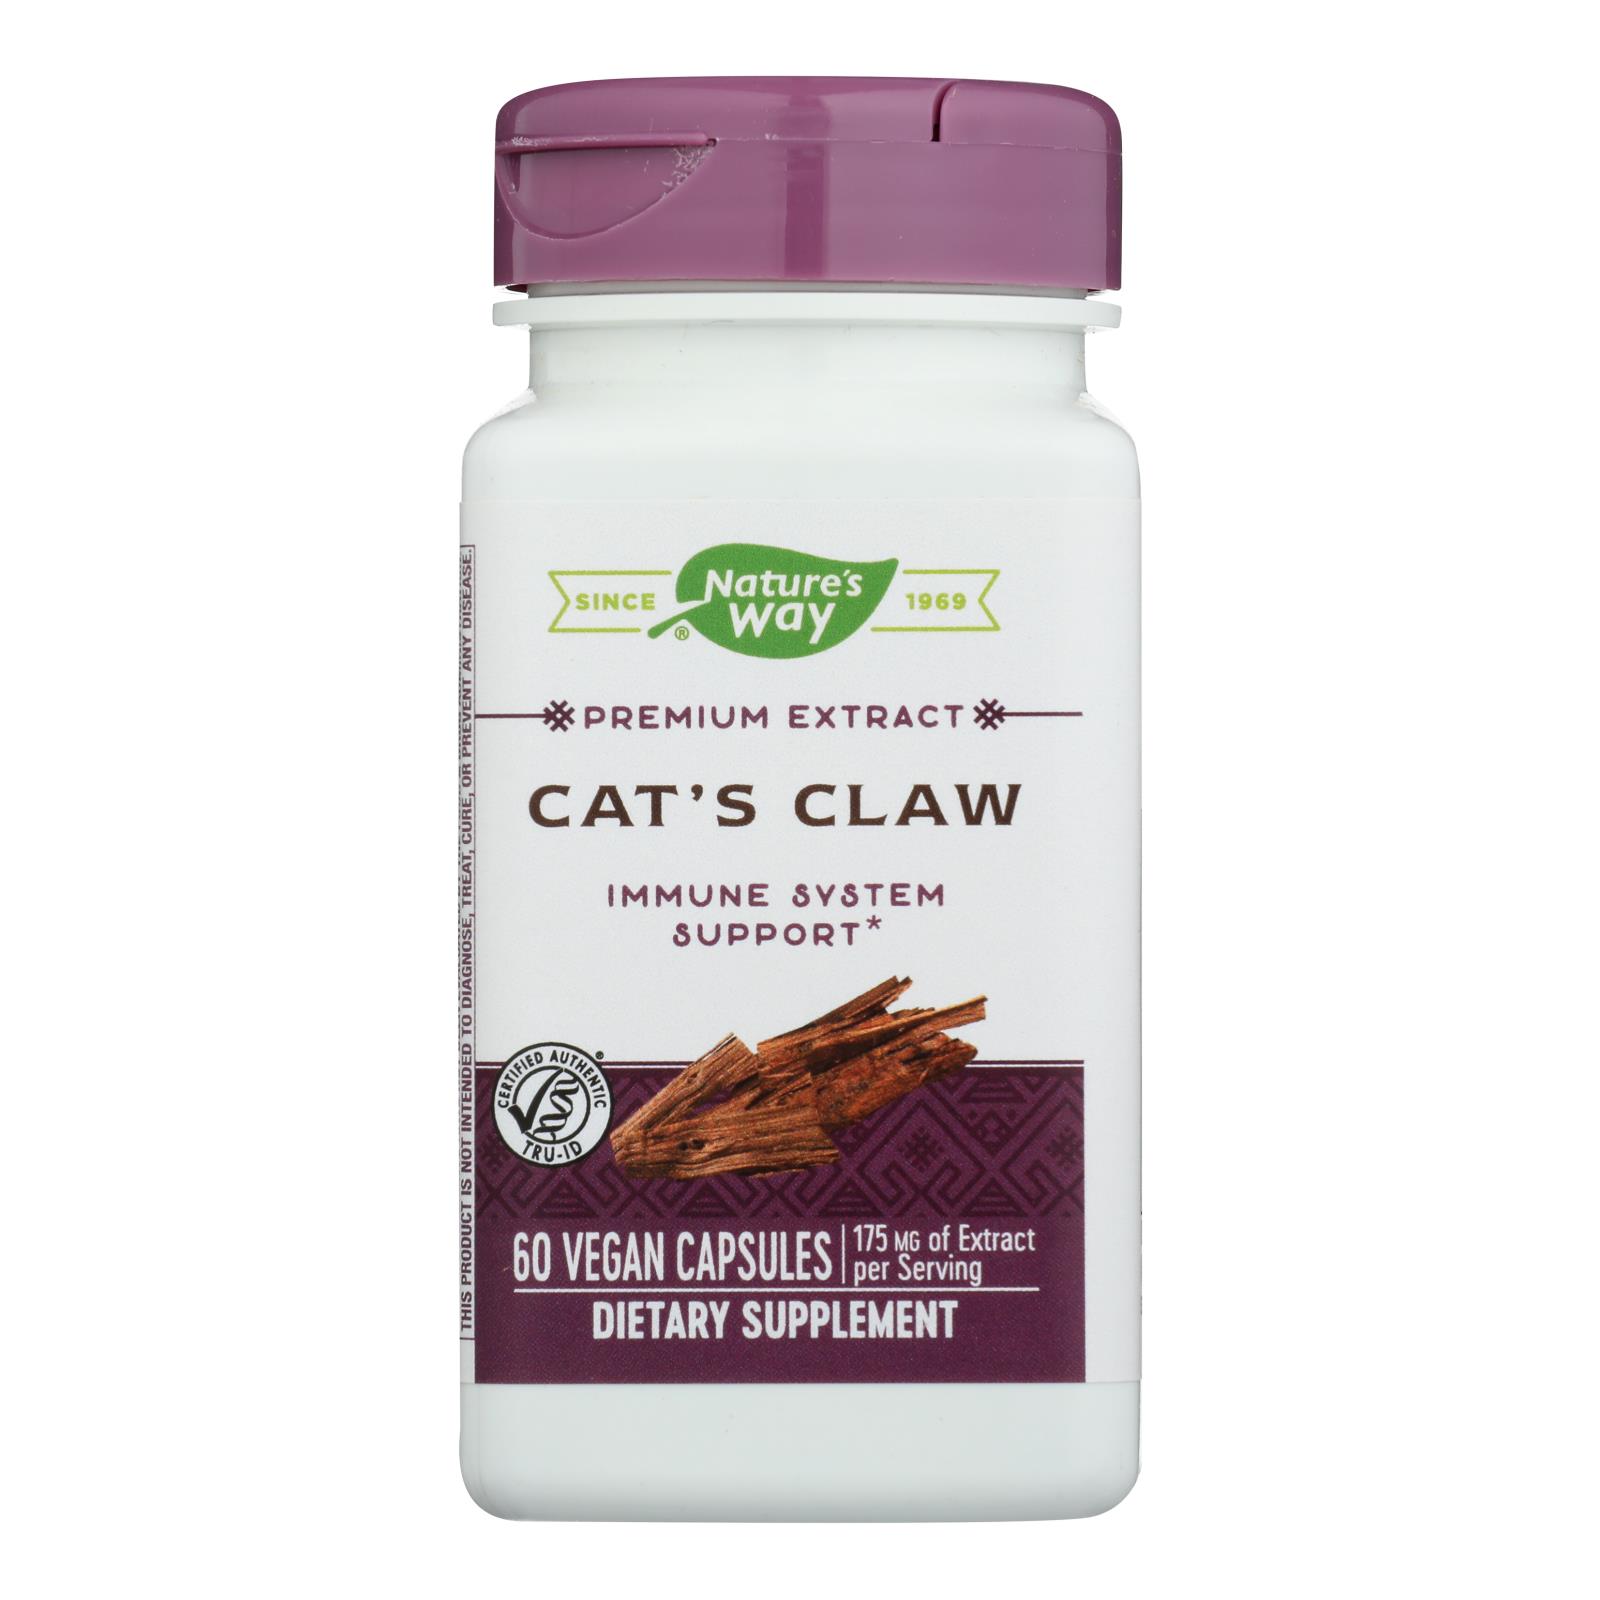 SINCE
Nature's
Way®
1969
PREMIUM EXTRACT
CAT'S CLAW
IMMUNE SYSTEM
SUPPORT*
CERTIFIED AUTHENTIC®
TRU-ID
60 VEGAN CAPSULES
175 MG of Extract
per Serving
DIETARY SUPPLEMENT
THIS PRODUCT IS NOT INTENDED TO DIAGNOSE, TREAT, CURE, OR PREVENT ANY DISEASE.